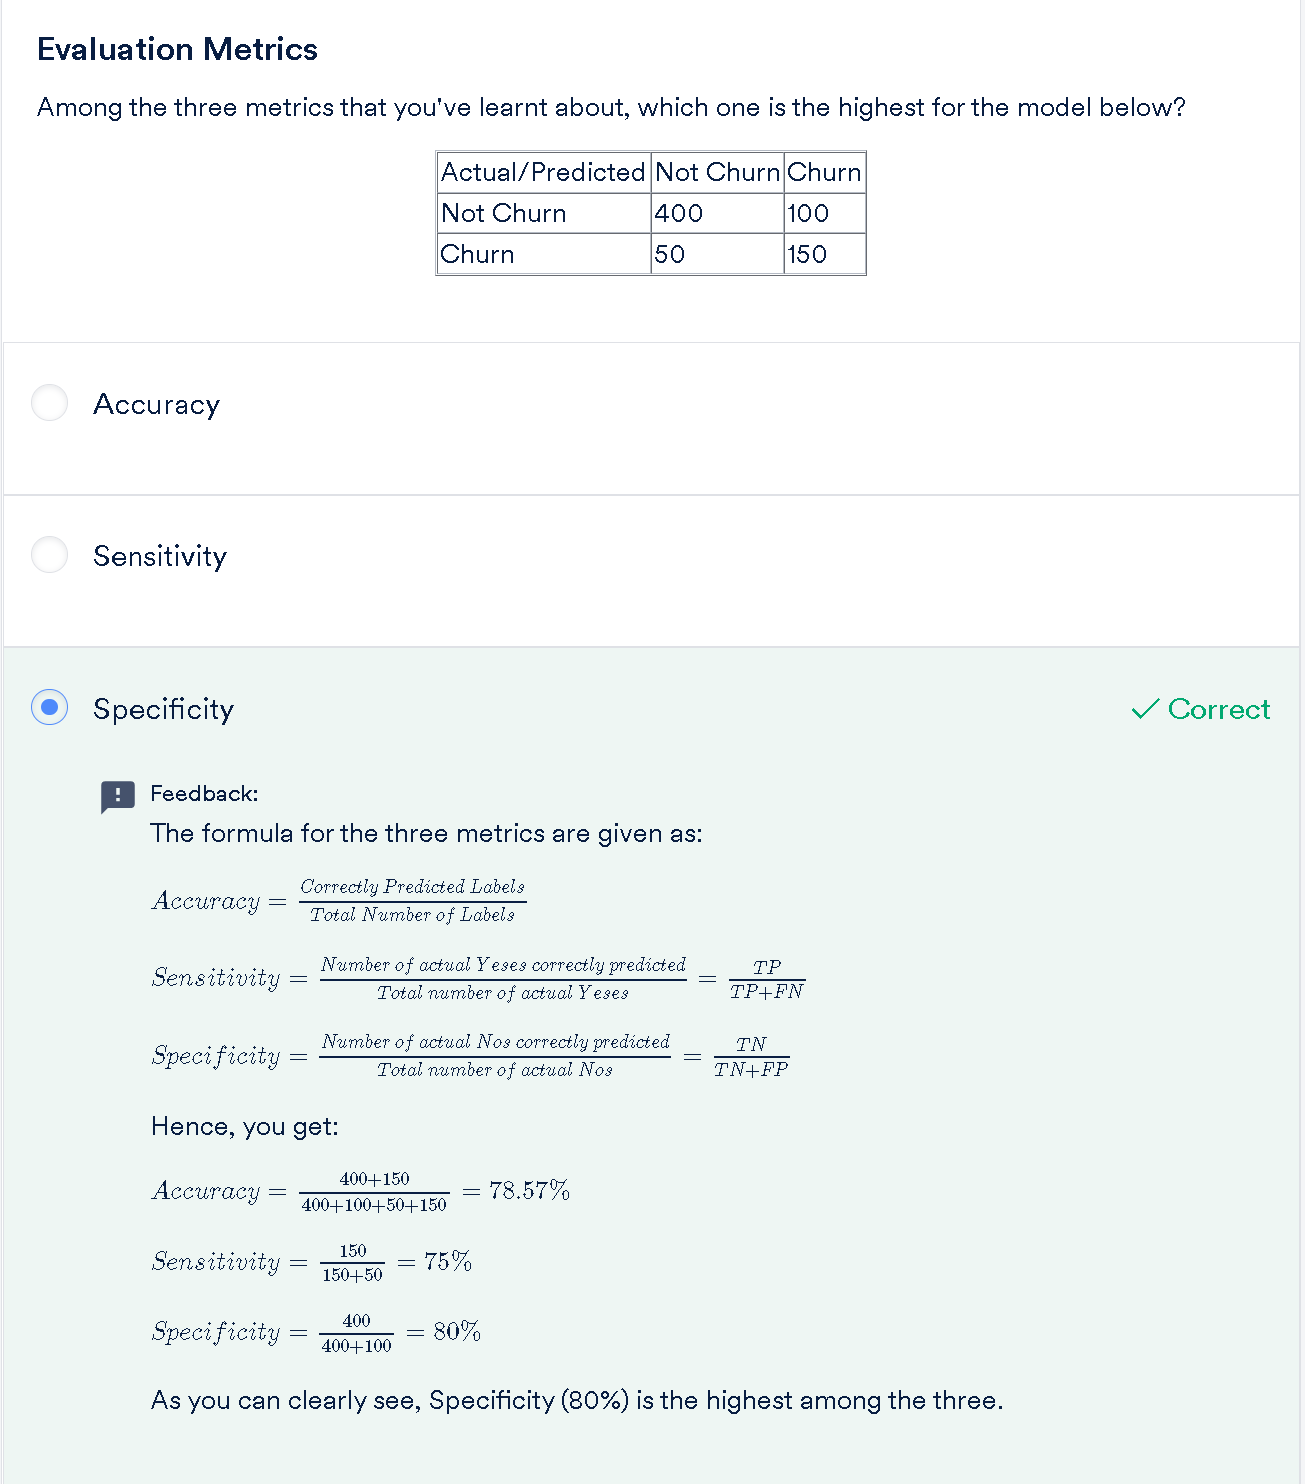 Evaluation Metrics
Among the three metrics that you've learnt about, which one is the highest for the model below?
Actual/Predicted Not Churn Churn
Not Churn 400 100
Churn 50 150
Accuracy
Sensitivity
Specificity ✓ Correct
Feedback:
The formula for the three metrics are given as:
Accuracy = \frac{Correctly Predicted Labels}{Total Number of Labels}
Sensitivity = \frac{Number of actual Yeses correctly predicted}{Total number of actual Yeses} = \frac{TP}{TP+FN}
Specificity = \frac{Number of actual Nos correctly predicted}{Total number of actual Nos} = \frac{TN}{TN+FP}
Hence, you get:
Accuracy = \frac{400+150}{400+100+50+150} = 78.57%
Sensitivity = \frac{150}{150+50} = 75%
Specificity = \frac{400}{400+100} = 80%
As you can clearly see, Specificity (80%) is the highest among the three.